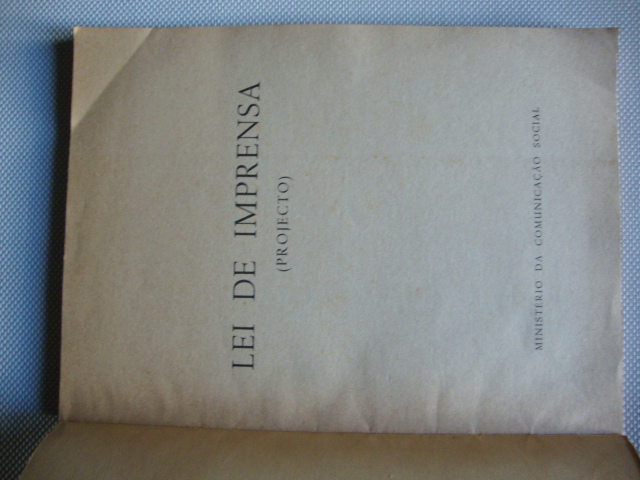 LEI DE IMPRENSA
(PROJECTO)
MINISTÉRIO DA COMUNICAÇÃO SOCIAL